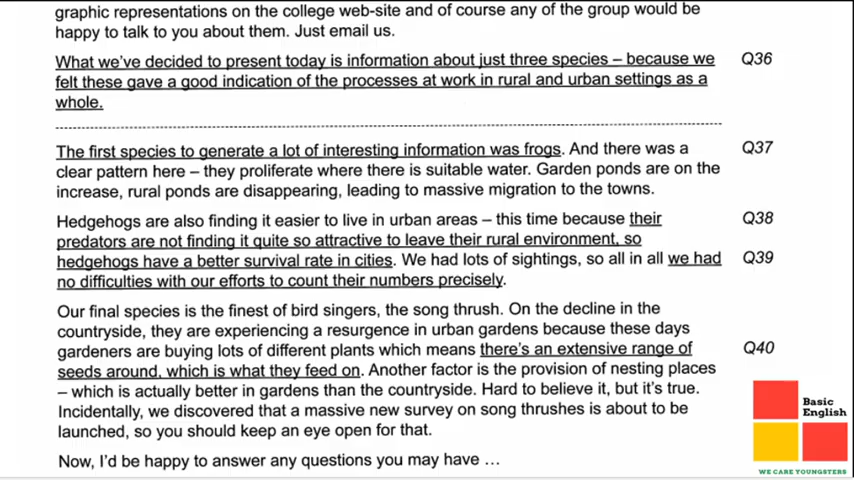 graphic representations on the college web-site and of course any of the group would be
happy to talk to you about them. Just email us.
What we've decided to present today is information about just three species – because we Q36
felt these gave a good indication of the processes at work in rural and urban settings as a
whole.
The first species to generate a lot of interesting information was frogs. And there was a Q37
clear pattern here – they proliferate where there is suitable water. Garden ponds are on the
increase, rural ponds are disappearing, leading to massive migration to the towns.
Hedgehogs are also finding it easier to live in urban areas – this time because their Q38
predators are not finding it quite so attractive to leave their rural environment, so
hedgehogs have a better survival rate in cities. We had lots of sightings, so all in all we had Q39
no difficulties with our efforts to count their numbers precisely.
Our final species is the finest of bird singers, the song thrush. On the decline in the
countryside, they are experiencing a resurgence in urban gardens because these days
gardeners are buying lots of different plants which means there's an extensive range of Q40
seeds around, which is what they feed on. Another factor is the provision of nesting places
– which is actually better in gardens than the countryside. Hard to believe it, but it's true.
Incidentally, we discovered that a massive new survey on song thrushes is about to be
launched, so you should keep an eye open for that.
Now, I'd be happy to answer any questions you may have ...
Basic
English
WE CARE YOUNGSTERS